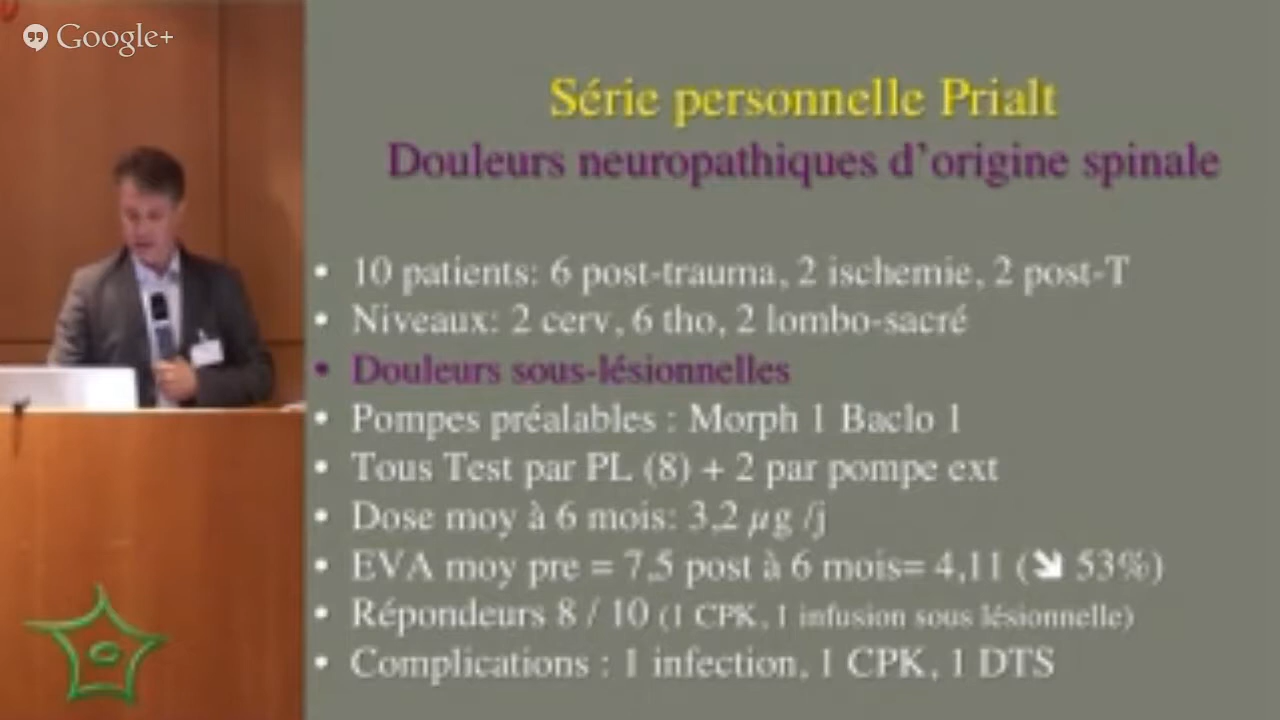 Google+
Série personnelle Prialt
Douleurs neuropathiques d'origine spinale
• 10 patients: 6 post-trauma, 2 ischemie, 2 post-T
• Niveaux: 2 cerv, 6 tho, 2 lombo-sacré
• Douleurs sous-lésionnelles
• Pompes préalables : Morph 1 Baclo 1
• Tous Test par PL (8) + 2 par pompe ext
• Dose moy à 6 mois: 3,2 µg /j
• EVA moy pre = 7,5 post à 6 mois= 4,11 (➘ 53%)
• Répondeurs 8 / 10 (1 CPK, 1 infusion sous lésionnelle)
• Complications : 1 infection, 1 CPK, 1 DTS